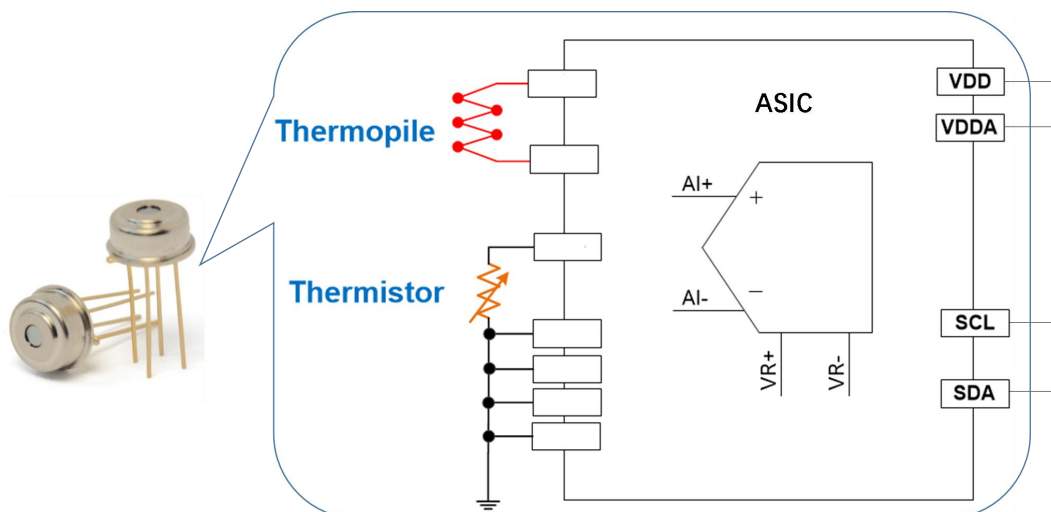 VDD
ASIC
VDDA
Thermopile
AI+
+
Thermistor
AI-
−
SCL
VR+
VR-
SDA